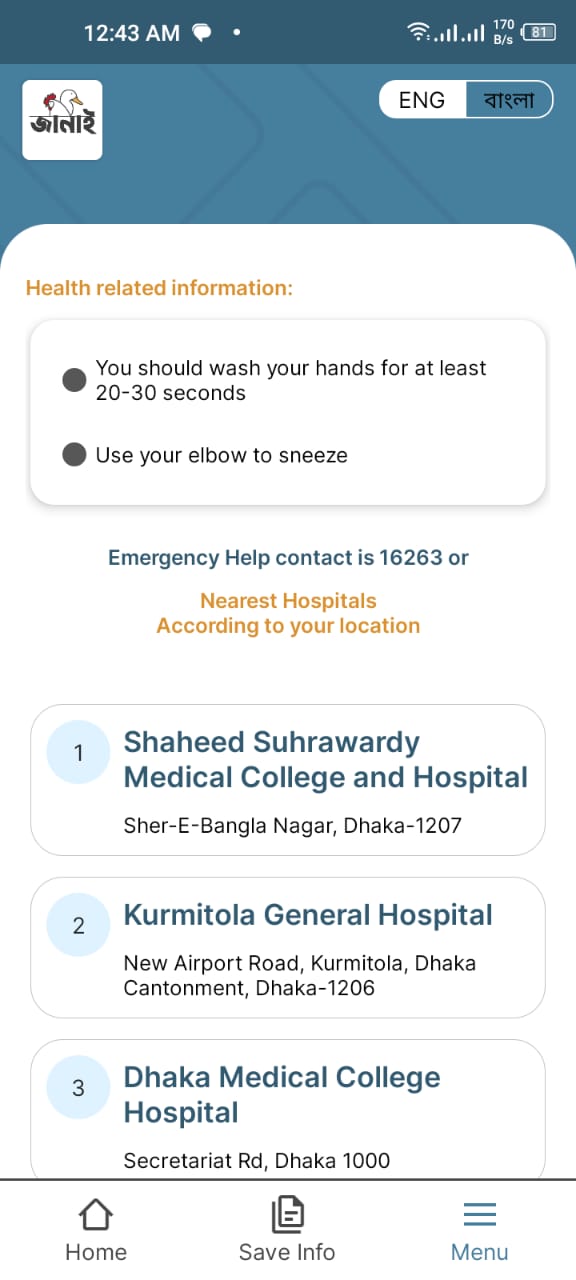 12:43 AM
170
B/s
81
জানাই
ENG
বাংলা
Health related information:
You should wash your hands for at least
20-30 seconds
Use your elbow to sneeze
Emergency Help contact is 16263 or
Nearest Hospitals
According to your location
1
Shaheed Suhrawardy
Medical College and Hospital
Sher-E-Bangla Nagar, Dhaka-1207
2
Kurmitola General Hospital
New Airport Road, Kurmitola, Dhaka
Cantonment, Dhaka-1206
3
Dhaka Medical College
Hospital
Secretariat Rd, Dhaka 1000
Home
Save Info
Menu